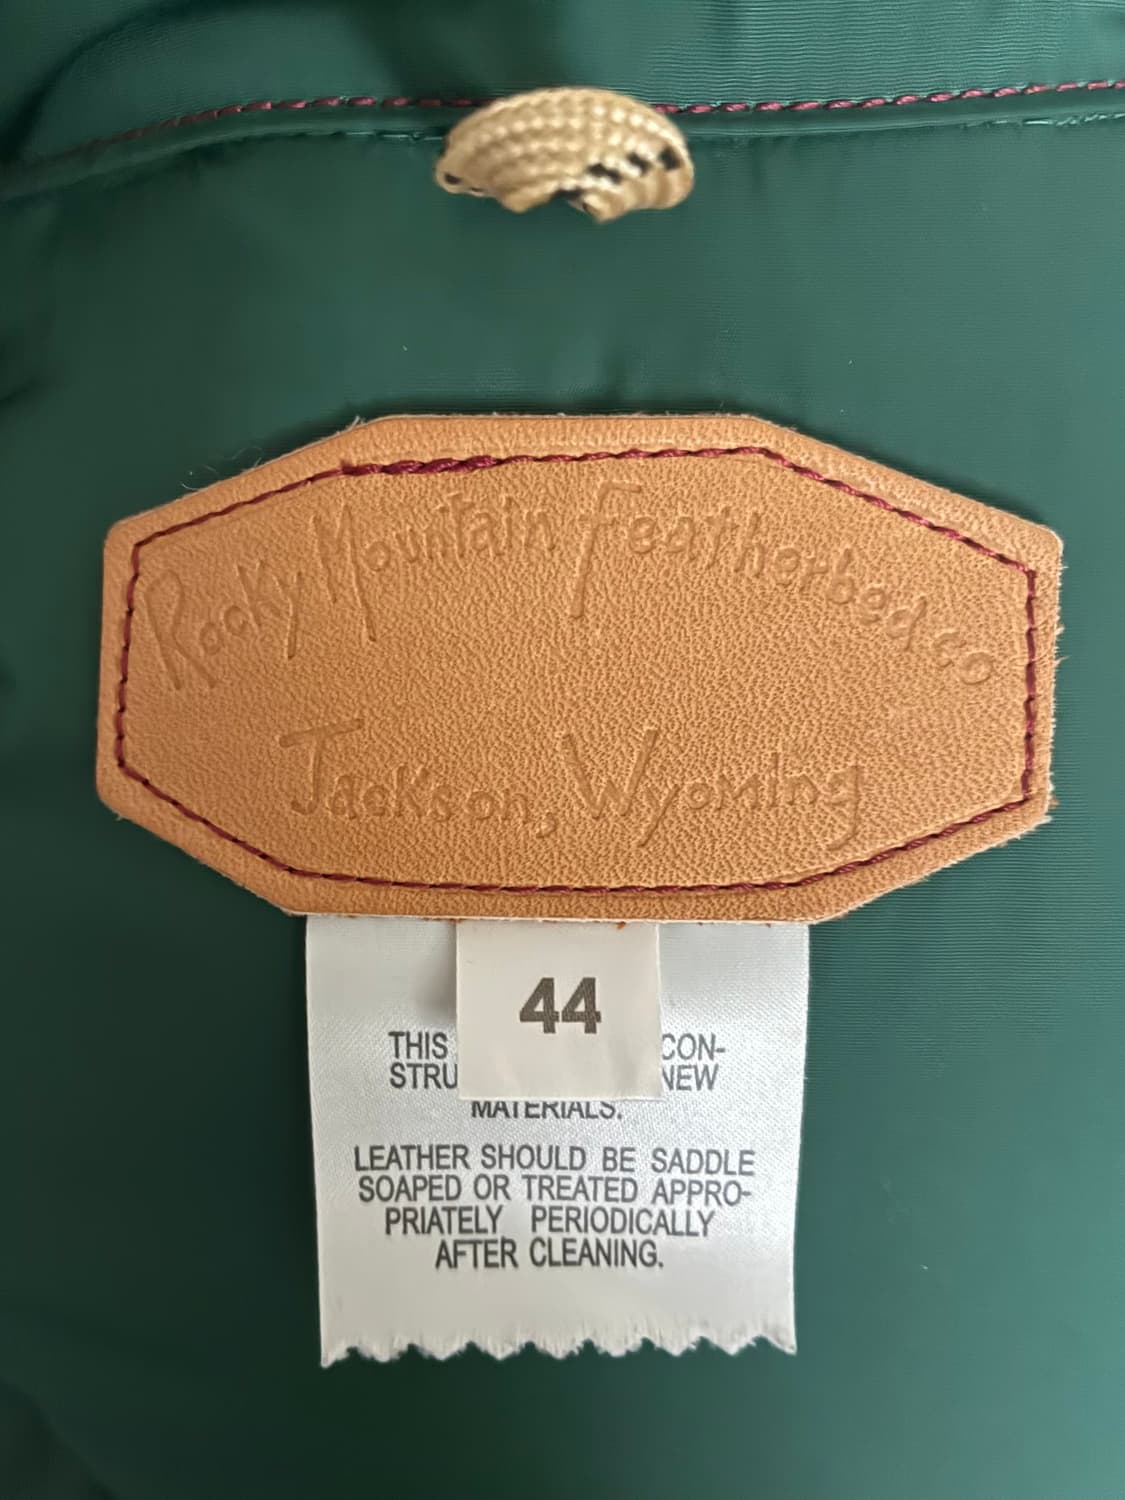 Rocky Mountain Featherbed co
Jackson, Wyoming
44
THIS CON-
STRU NEW
MATERIALS.
LEATHER SHOULD BE SADDLE
SOAPED OR TREATED APPRO-
PRIATELY PERIODICALLY
AFTER CLEANING.